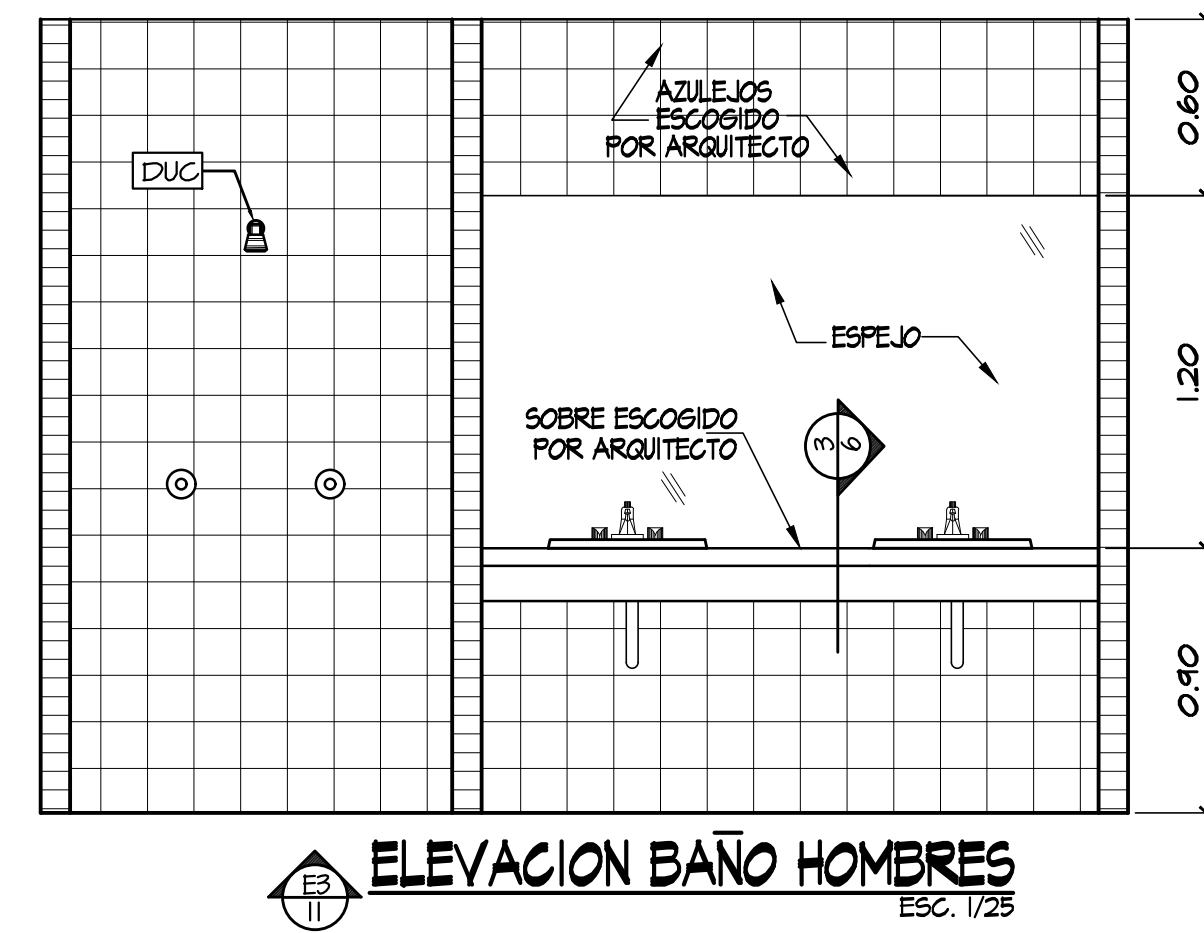 AZULEJOS
ESCOGIDO
POR ARQUITECTO
0.60
DUC
ESPEJO
1.20
SOBRE ESCOGIDO
POR ARQUITECTO
3
6
0.90
ELEVACION BAÑO HOMBRES
E3
11
ESC. 1/25